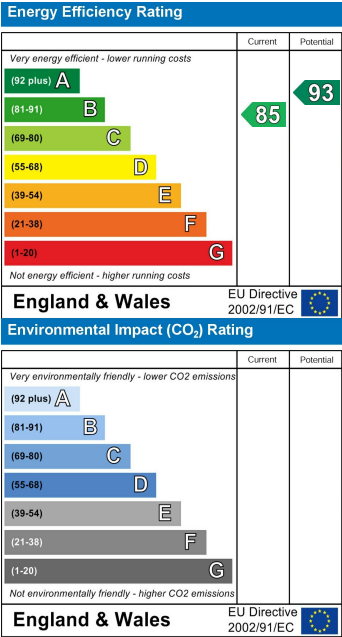 Energy Efficiency Rating
Current Potential
Very energy efficient - lower running costs
(92 plus) A
(81-91) B
(69-80) C
(55-68) D
(39-54) E
(21-38) F
(1-20) G
85
93
Not energy efficient - higher running costs
England & Wales
EU Directive
2002/91/EC
Environmental Impact (CO₂) Rating
Current Potential
Very environmentally friendly - lower CO2 emissions
(92 plus) A
(81-91) B
(69-80) C
(55-68) D
(39-54) E
(21-38) F
(1-20) G
Not environmentally friendly - higher CO2 emissions
England & Wales
EU Directive
2002/91/EC